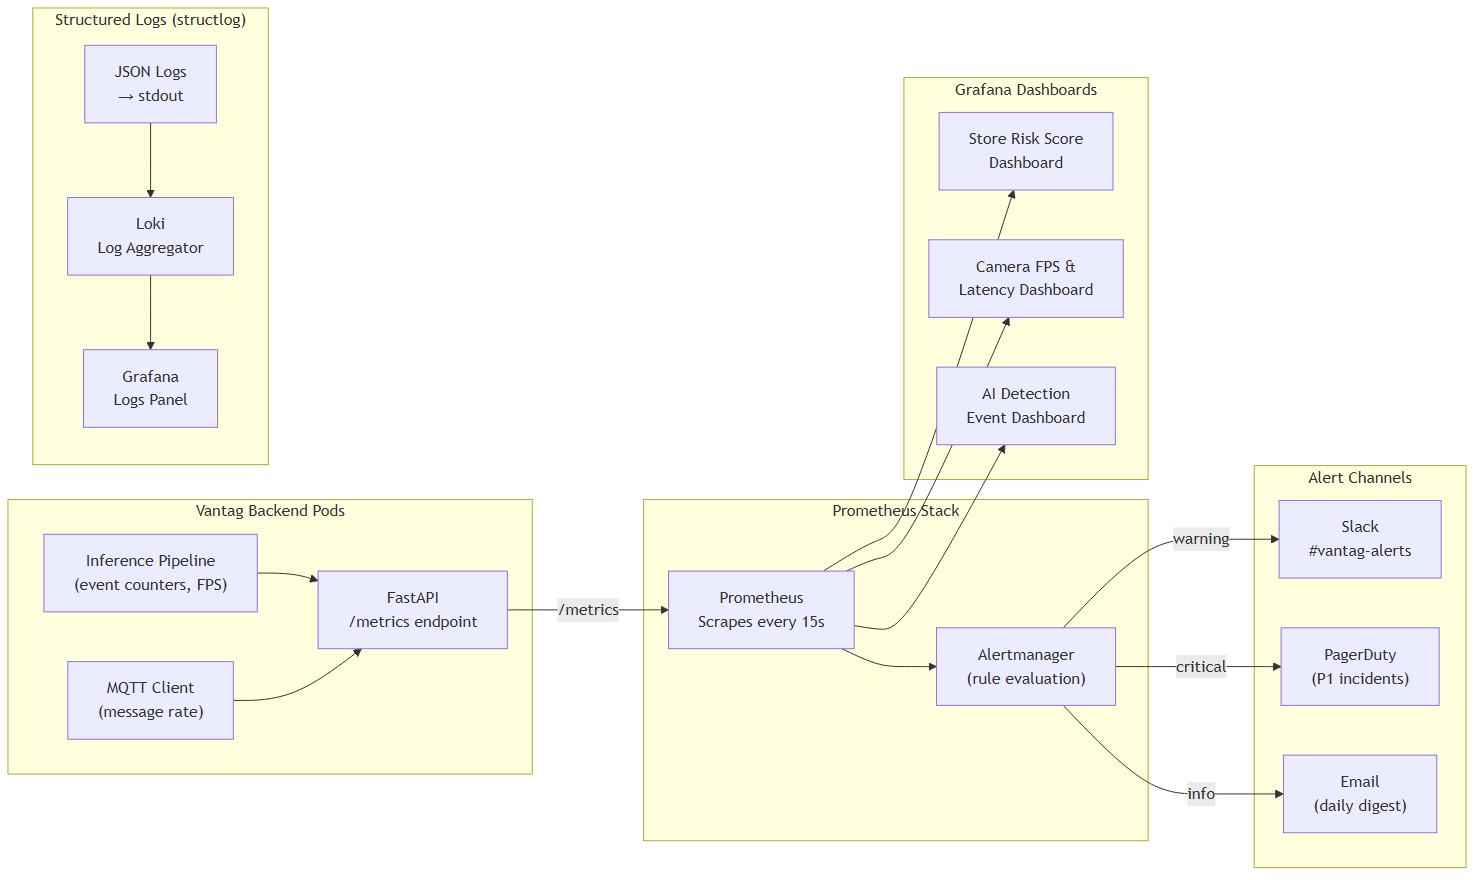 Structured Logs (structlog)
JSON Logs
→ stdout
Loki
Log Aggregator
Grafana
Logs Panel
Vantag Backend Pods
Inference Pipeline
(event counters, FPS)
MQTT Client
(message rate)
FastAPI
/metrics endpoint
/metrics
Prometheus Stack
Prometheus
Scrapes every 15s
Alertmanager
(rule evaluation)
Grafana Dashboards
Store Risk Score
Dashboard
Camera FPS &
Latency Dashboard
AI Detection
Event Dashboard
warning
critical
info
Alert Channels
Slack
#vantag-alerts
PagerDuty
(P1 incidents)
Email
(daily digest)